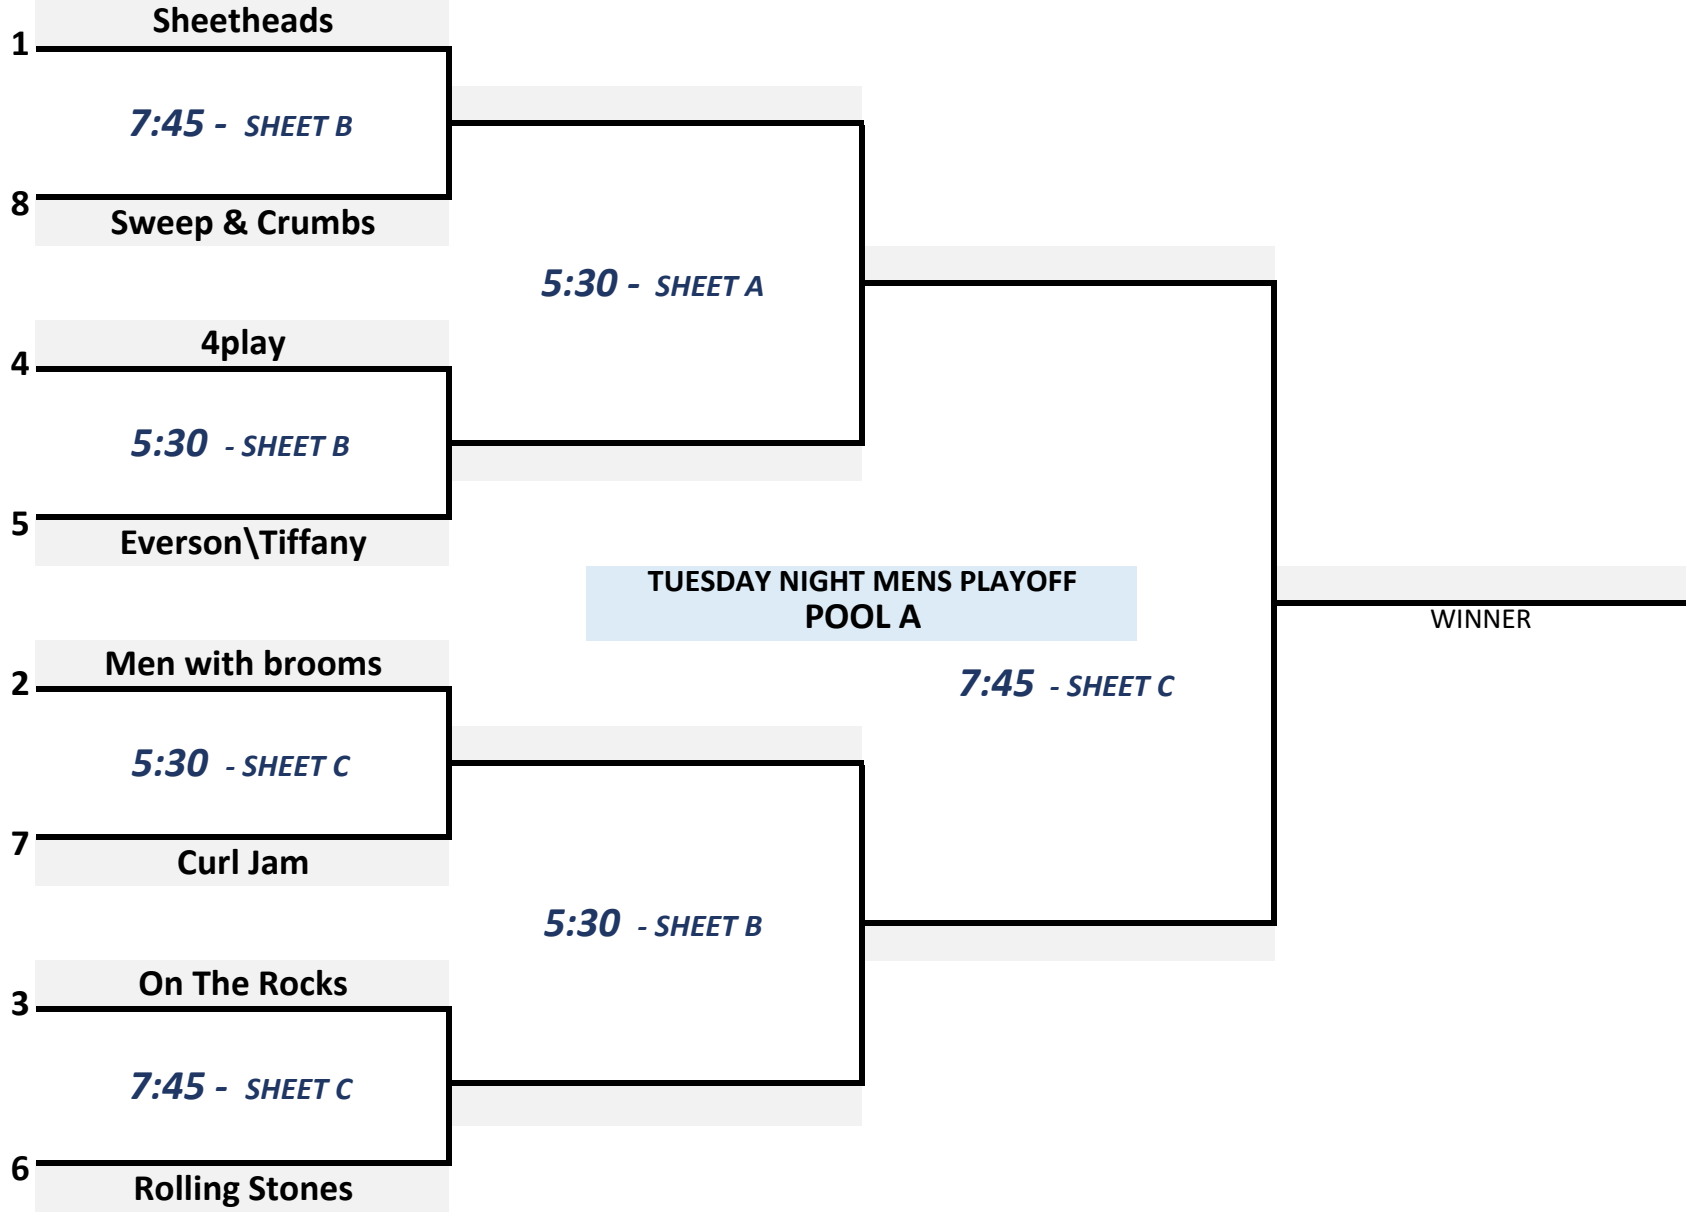 Sheetheads
1
7:45 - SHEET B
8
Sweep & Crumbs
5:30 - SHEET A
4play
4
5:30 - SHEET B
5
Everson\Tiffany
TUESDAY NIGHT MENS PLAYOFF
POOL A
WINNER
Men with brooms
2
7:45 - SHEET C
5:30 - SHEET C
7
Curl Jam
5:30 - SHEET B
On The Rocks
3
7:45 - SHEET C
6
Rolling Stones